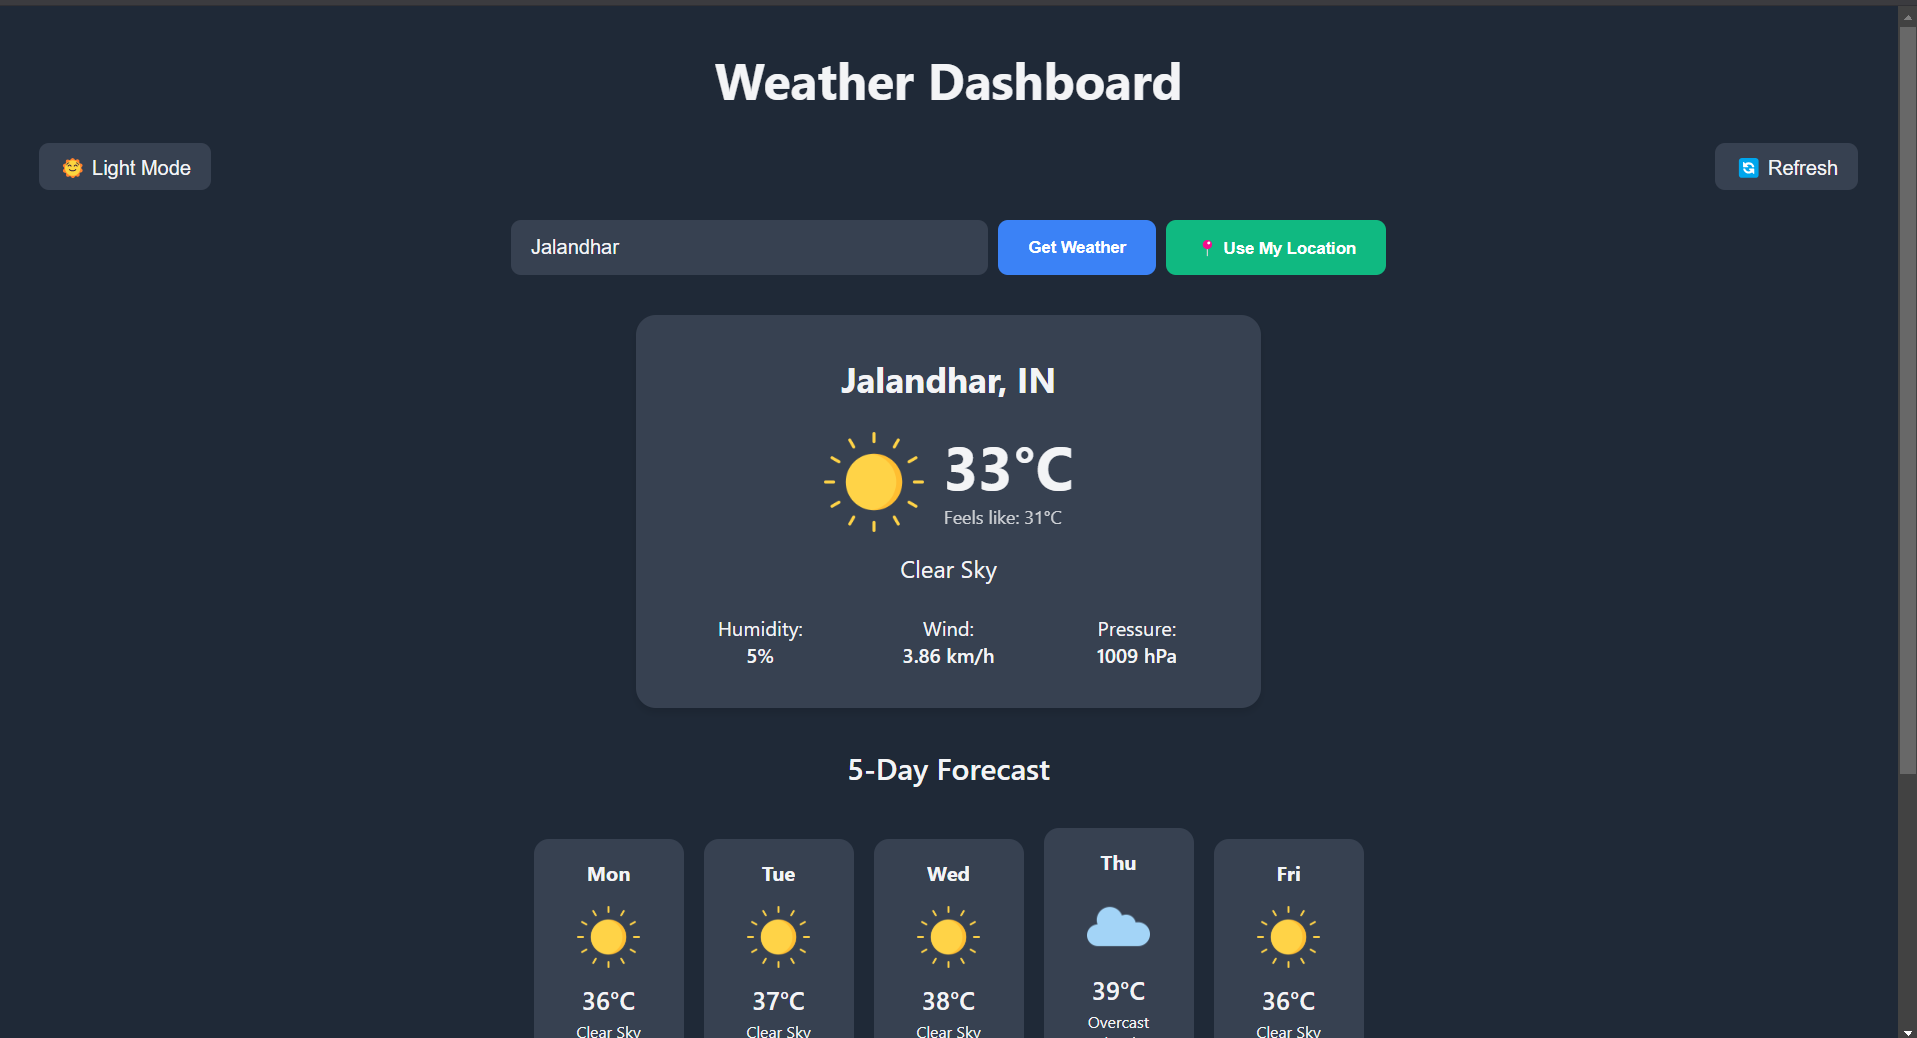 Weather Dashboard
🌞 Light Mode
🔄 Refresh
Jalandhar
Get Weather
📍 Use My Location
Jalandhar, IN
33°C
Feels like: 31°C
Clear Sky
Humidity:
5%
Wind:
3.86 km/h
Pressure:
1009 hPa
5-Day Forecast
Mon
36°C
Clear Sky
Tue
37°C
Clear Sky
Wed
38°C
Clear Sky
Thu
39°C
Overcast
Fri
36°C
Clear Sky